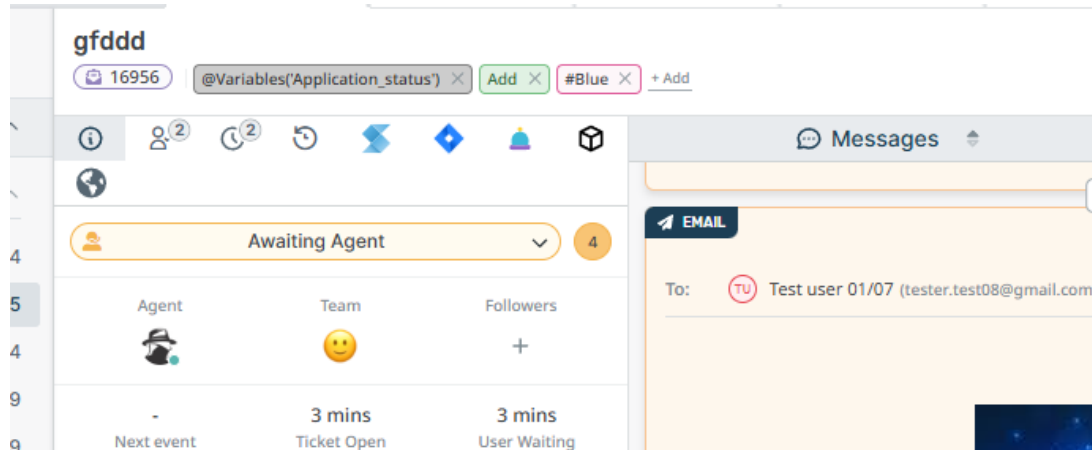 gfddd
16956 @Variables('Application_status') Add #Blue + Add
2 2
Messages
Awaiting Agent 4
EMAIL
4
5
4
9
9
To: TU Test user 01/07 (tester.test08@gmail.com
Agent Team Followers
- 3 mins 3 mins
Next event Ticket Open User Waiting